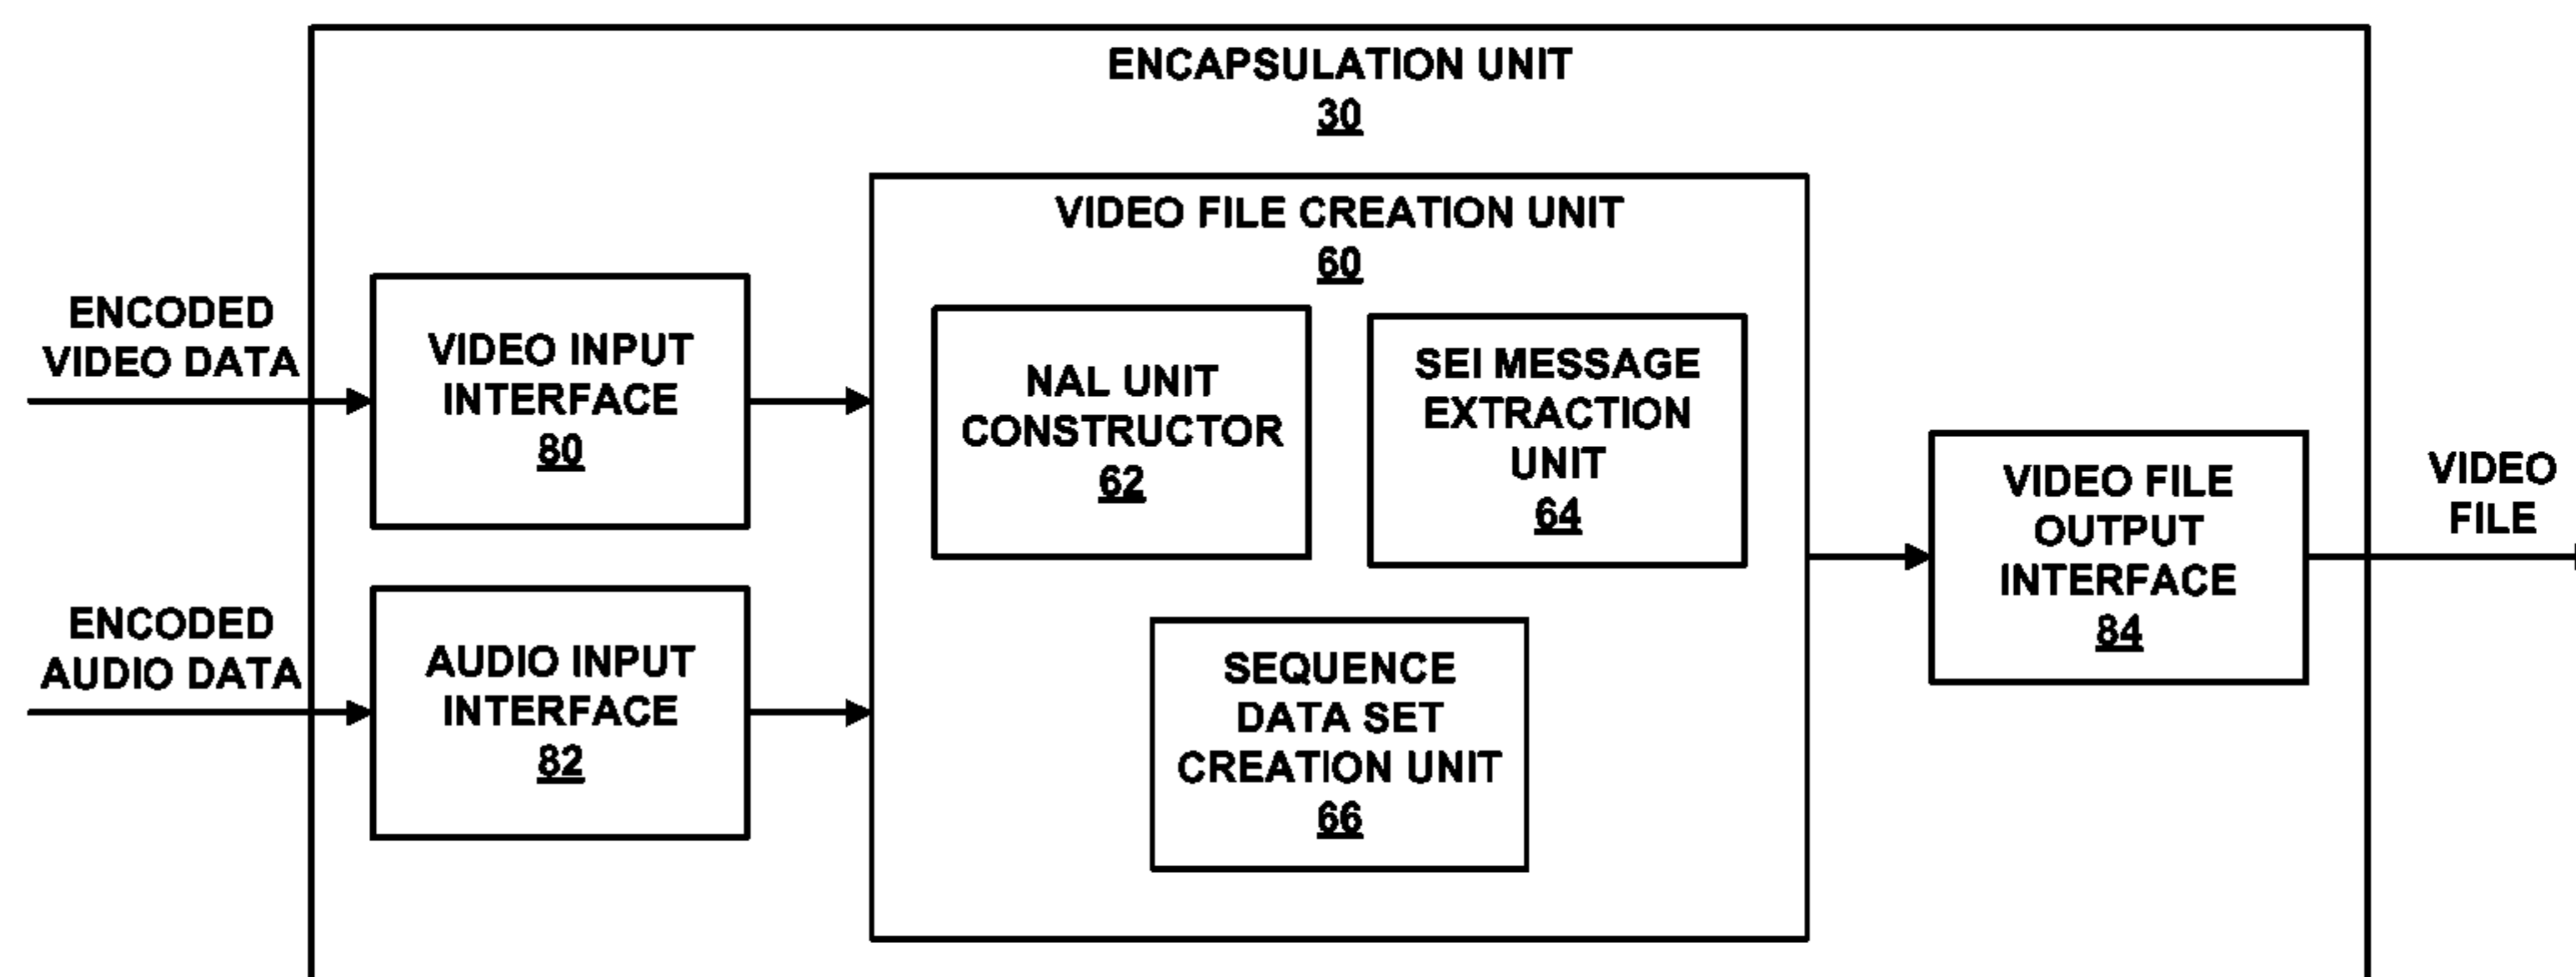 ENCAPSULATION UNIT
30
VIDEO FILE CREATION UNIT
60
ENCODED
VIDEO DATA
VIDEO INPUT
INTERFACE
80
NAL UNIT
CONSTRUCTOR
62
SEI MESSAGE
EXTRACTION
UNIT
64
VIDEO FILE
OUTPUT
INTERFACE
84
VIDEO
FILE
ENCODED
AUDIO DATA
AUDIO INPUT
INTERFACE
82
SEQUENCE
DATA SET
CREATION UNIT
66